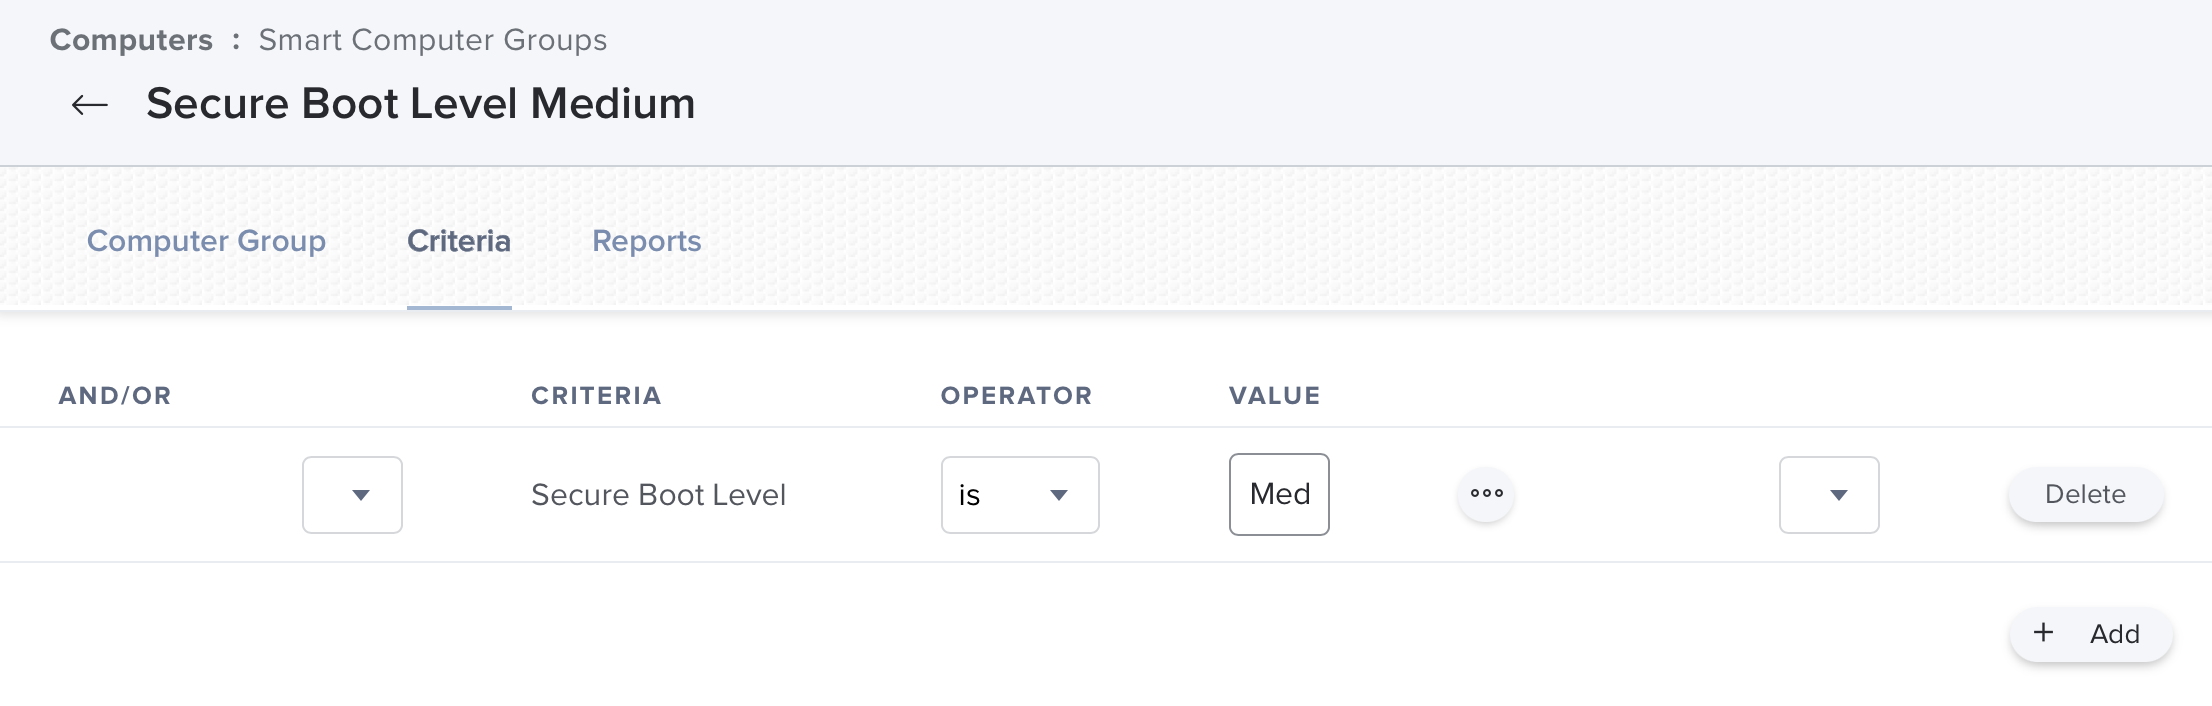 Computers : Smart Computer Groups
← Secure Boot Level Medium
Computer Group Criteria Reports
AND/OR CRITERIA OPERATOR VALUE
Secure Boot Level is Med Delete
+ Add